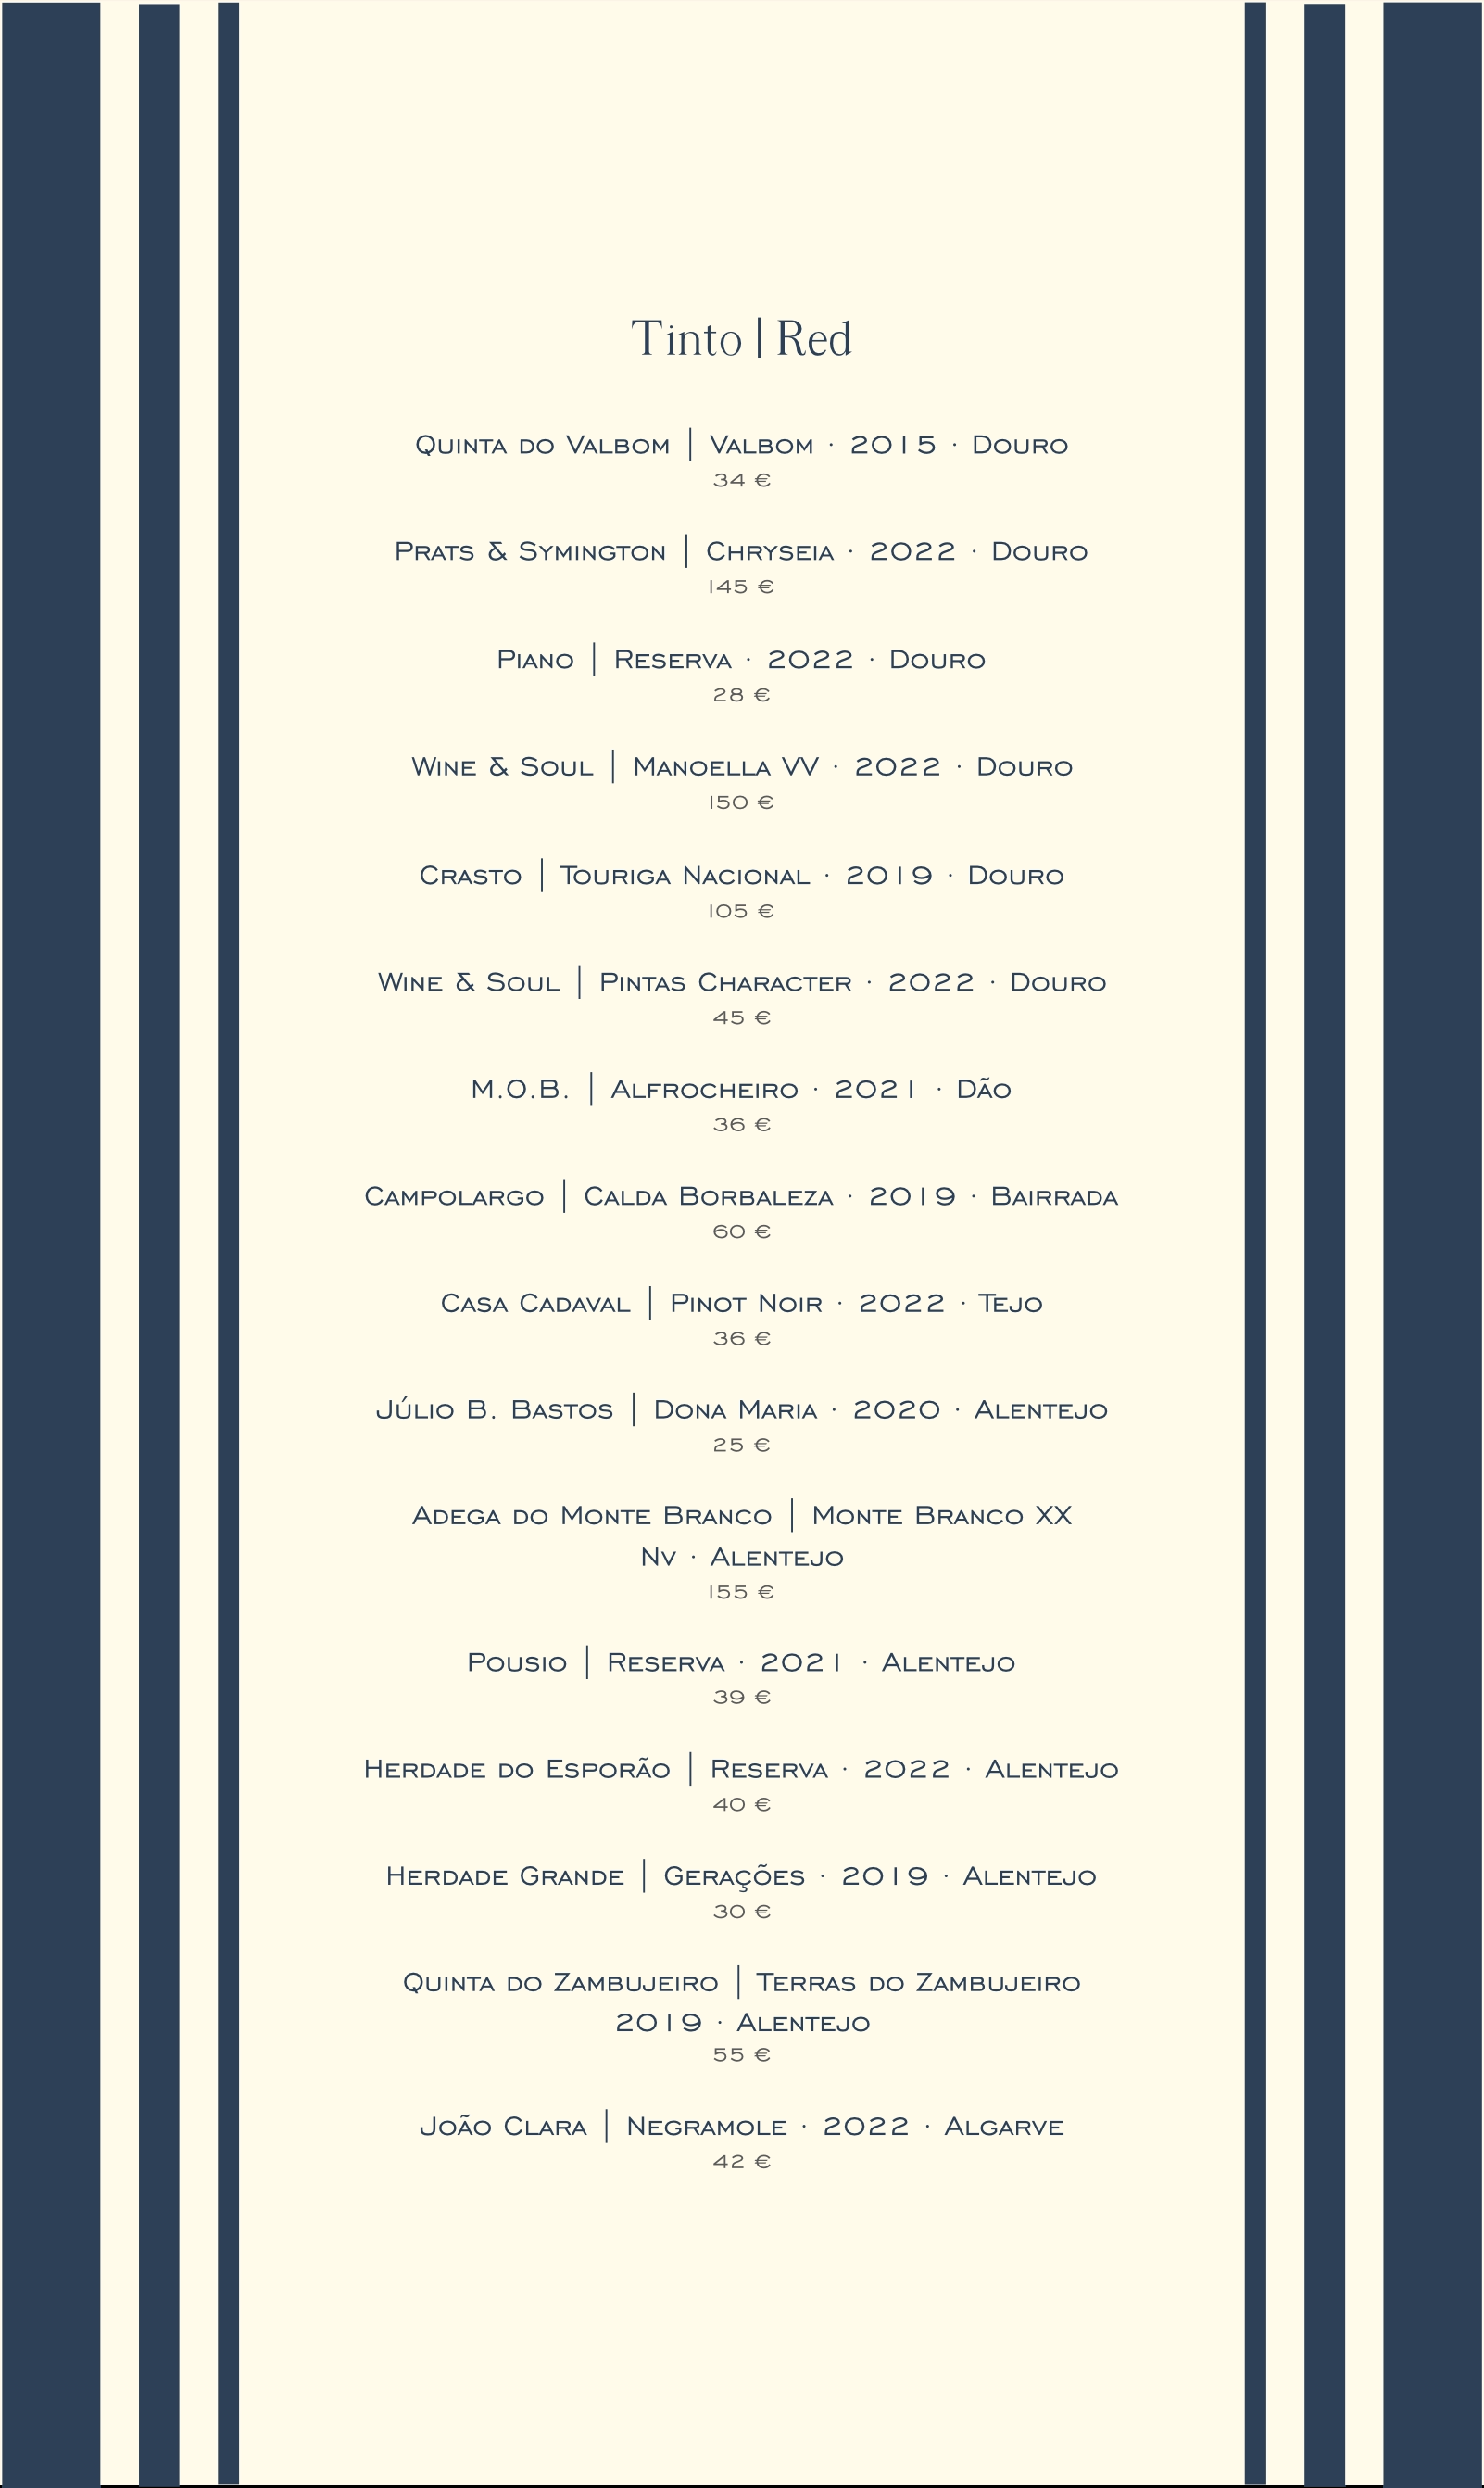 Tinto | Red
Quinta do Valbom | Valbom · 2015 · Douro
34 €
Prats & Symington | Chryseia · 2022 · Douro
145 €
Piano | Reserva · 2022 · Douro
28 €
Wine & Soul | Manoella VV · 2022 · Douro
150 €
Crasto | Touriga Nacional · 2019 · Douro
105 €
Wine & Soul | Pintas Character · 2022 · Douro
45 €
M.O.B. | Alfrocheiro · 2021 · Dão
36 €
Campolargo | Calda Borbaleza · 2019 · Bairrada
60 €
Casa Cadaval | Pinot Noir · 2022 · Tejo
36 €
Júlio B. Bastos | Dona Maria · 2020 · Alentejo
25 €
Adega do Monte Branco | Monte Branco XX
Nv · Alentejo
155 €
Pousio | Reserva · 2021 · Alentejo
39 €
Herdade do Esporão | Reserva · 2022 · Alentejo
40 €
Herdade Grande | Gerações · 2019 · Alentejo
30 €
Quinta do Zambujeiro | Terras do Zambujeiro
2019 · Alentejo
55 €
João Clara | Negramole · 2022 · Algarve
42 €